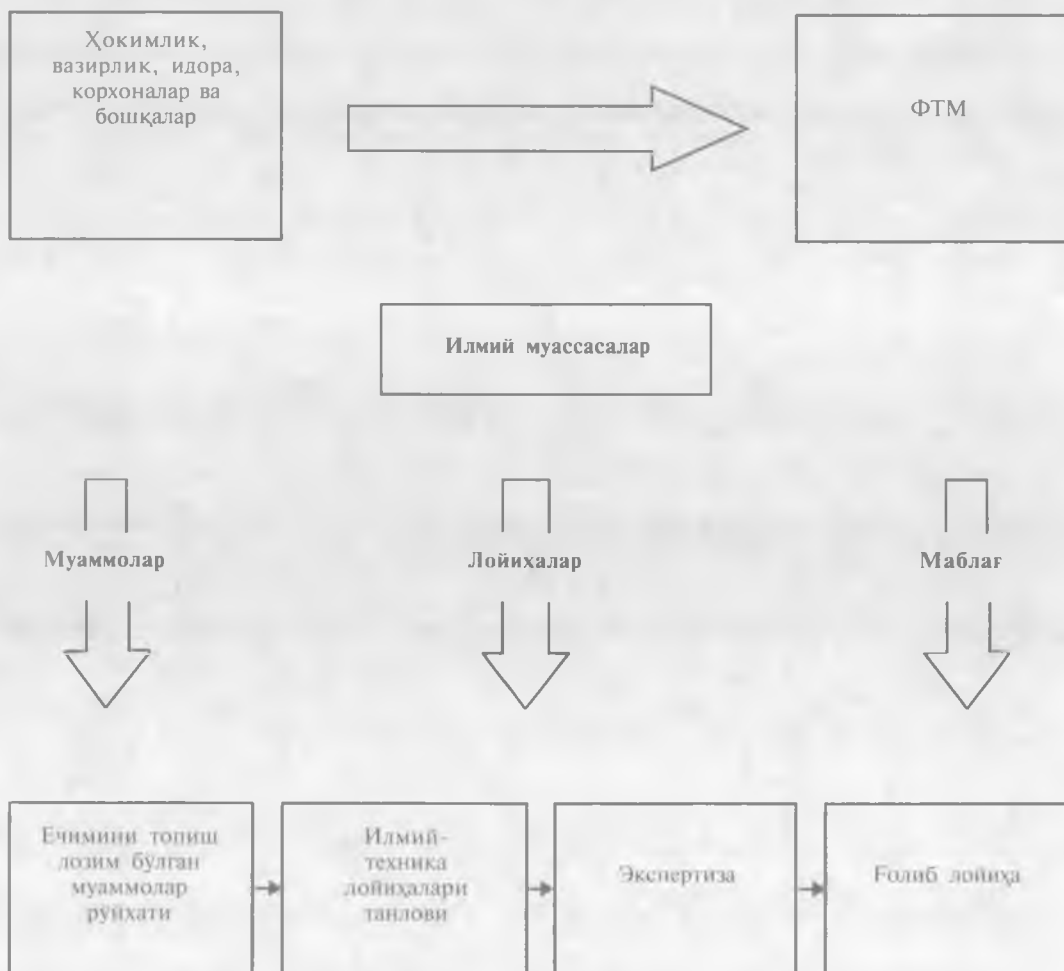 Ҳокимлик,
вазирлик, идора,
корхоналар ва
бошқалар
ФТМ
Илмий муассасалар
Муаммолар
Лойиҳалар
Маблағ
Ечимини топиш
лозим бўлган
муаммолар
рўйхати
Илмий-
техника
лойиҳалари
танлови
Экспертиза
Ғолиб лойиҳа